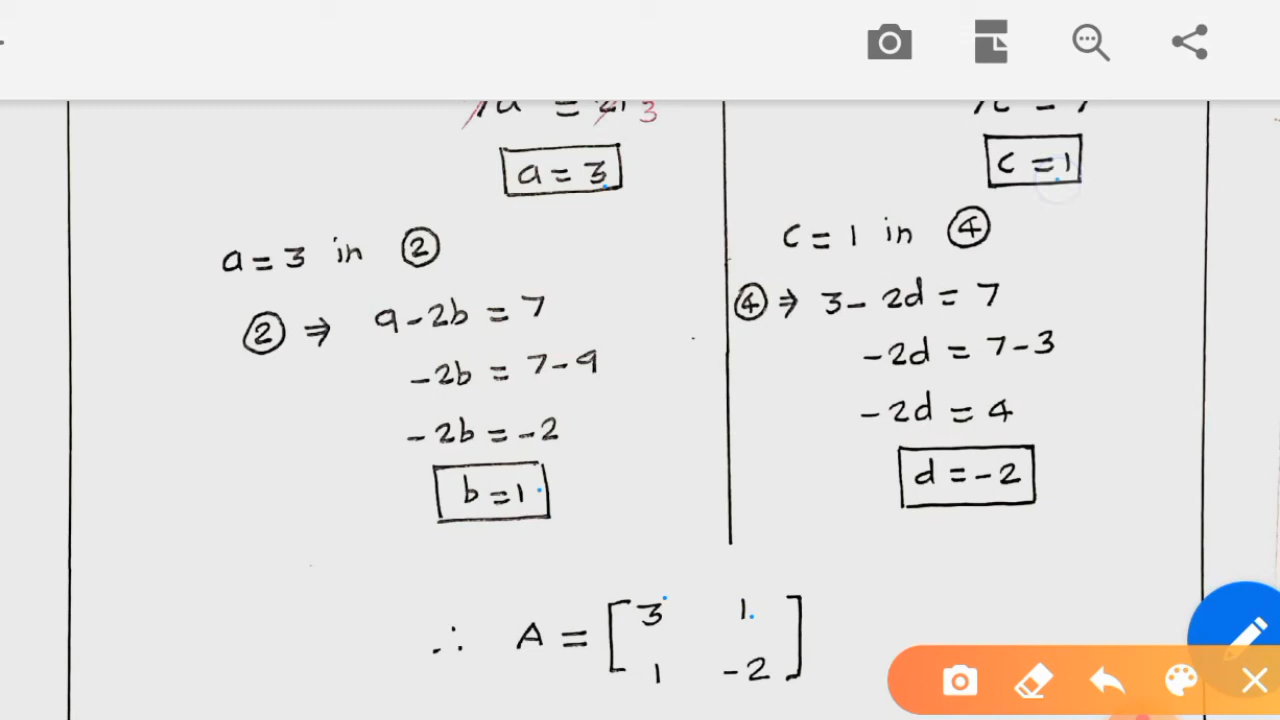 a = 3
a = 3 in ②
② ⇒ 9 - 2b = 7
-2b = 7 - 9
-2b = -2
b = 1
c = 1
c = 1 in ④
④ ⇒ 3 - 2d = 7
-2d = 7 - 3
-2d = 4
d = -2
∴ A = [ 3 1
1 -2 ]